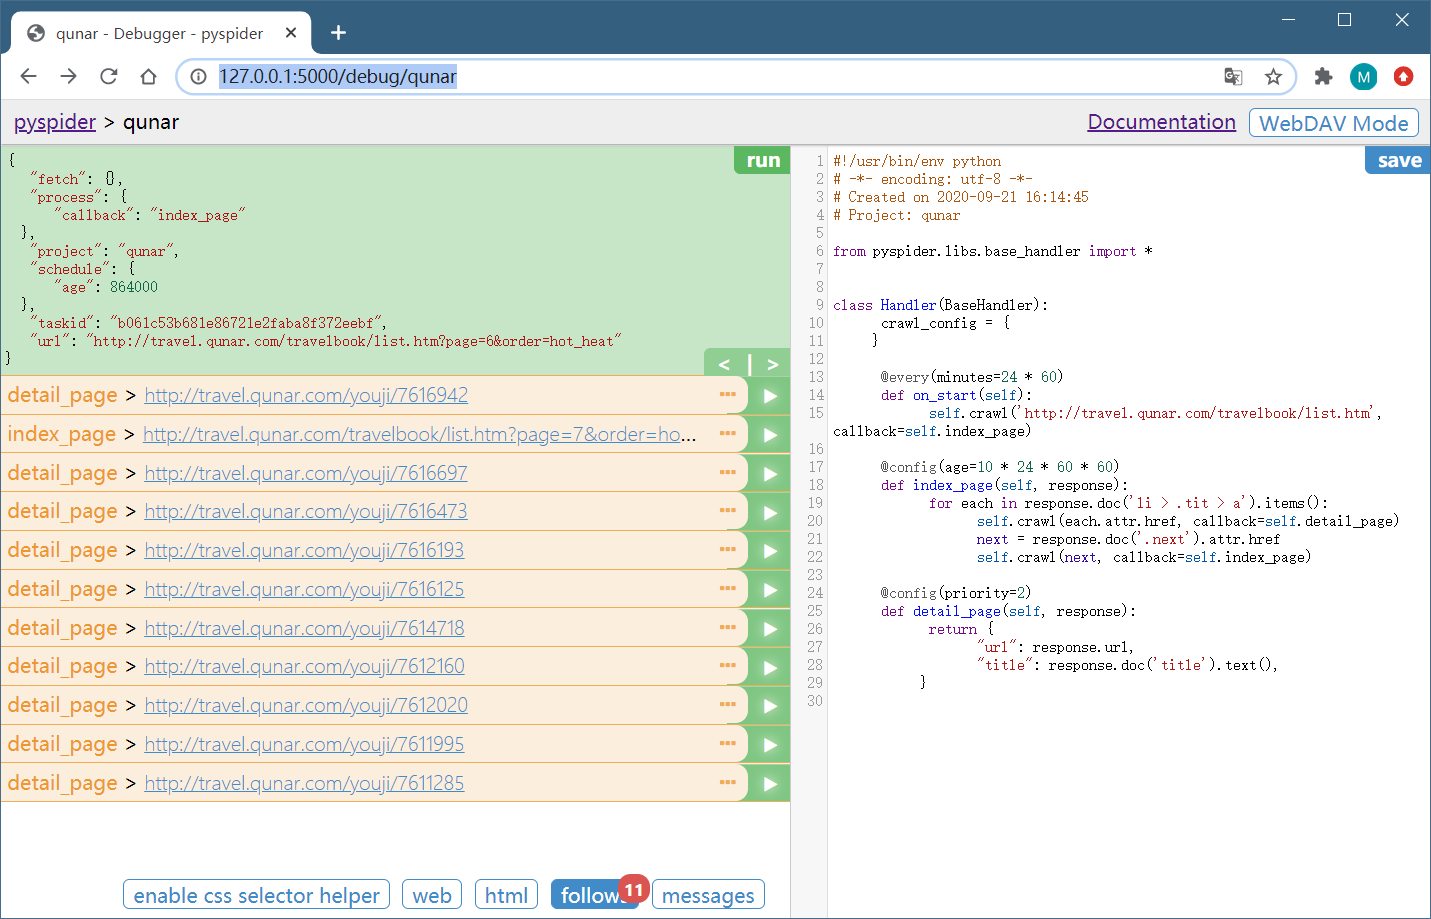 qunar - Debugger - pyspider
127.0.0.1:5000/debug/qunar
M
pyspider > qunar
Documentation
WebDAV Mode
{
"fetch": {},
"process": {
"callback": "index_page"
},
"project": "qunar",
"schedule": {
"age": 864000
},
"taskid": "b061c53b681e86721e2faba8f372eebf",
"url": "http://travel.qunar.com/travelbook/list.htm?page=6&order=hot_heat"
}
run
< | >
detail_page > http://travel.qunar.com/youji/7616942
index_page > http://travel.qunar.com/travelbook/list.htm?page=7&order=ho...
detail_page > http://travel.qunar.com/youji/7616697
detail_page > http://travel.qunar.com/youji/7616473
detail_page > http://travel.qunar.com/youji/7616193
detail_page > http://travel.qunar.com/youji/7616125
detail_page > http://travel.qunar.com/youji/7614718
detail_page > http://travel.qunar.com/youji/7612160
detail_page > http://travel.qunar.com/youji/7612020
detail_page > http://travel.qunar.com/youji/7611995
detail_page > http://travel.qunar.com/youji/7611285
enable css selector helper
web
html
follows
11
messages
save
1 #!/usr/bin/env python
2 # -*- encoding: utf-8 -*-
3 # Created on 2020-09-21 16:14:45
4 # Project: qunar
5
6 from pyspider.libs.base_handler import *
7
8
9 class Handler(BaseHandler):
10 crawl_config = {
11 }
12
13 @every(minutes=24 * 60)
14 def on_start(self):
15 self.crawl('http://travel.qunar.com/travelbook/list.htm',
callback=self.index_page)
16
17 @config(age=10 * 24 * 60 * 60)
18 def index_page(self, response):
19 for each in response.doc('li > .tit > a').items():
20 self.crawl(each.attr.href, callback=self.detail_page)
21 next = response.doc('.next').attr.href
22 self.crawl(next, callback=self.index_page)
23
24 @config(priority=2)
25 def detail_page(self, response):
26 return {
27 "url": response.url,
28 "title": response.doc('title').text(),
29 }
30